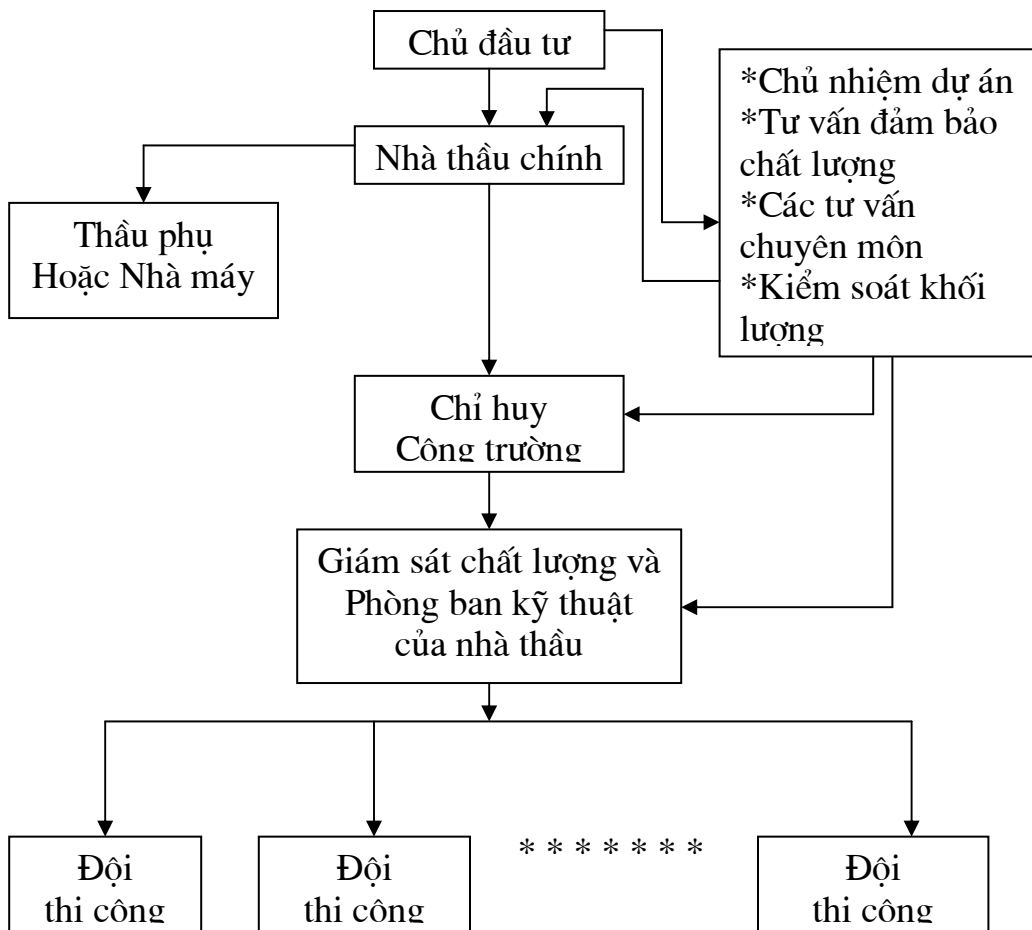 Chủ đầu tư
*Chủ nhiệm dự án
*Tư vấn đảm bảo
chất lượng
*Các tư vấn
chuyên môn
*Kiểm soát khối
lượng
Nhà thầu chính
Thầu phụ
Hoặc Nhà máy
Chỉ huy
Công trường
Giám sát chất lượng và
Phòng ban kỹ thuật
của nhà thầu
Đội
thi công
Đội
thi công
* * * * * * *
Đội
thi công